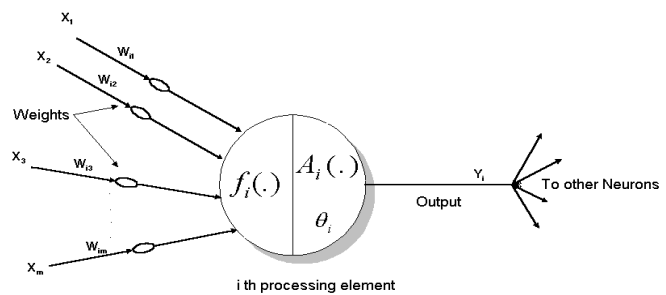 X1
Wi1
X2
Wi2
Weights
X3
Wi3
fi(.)
Ai(.)
θi
Yi
Output
To other Neurons
Wim
Xm
i th processing element